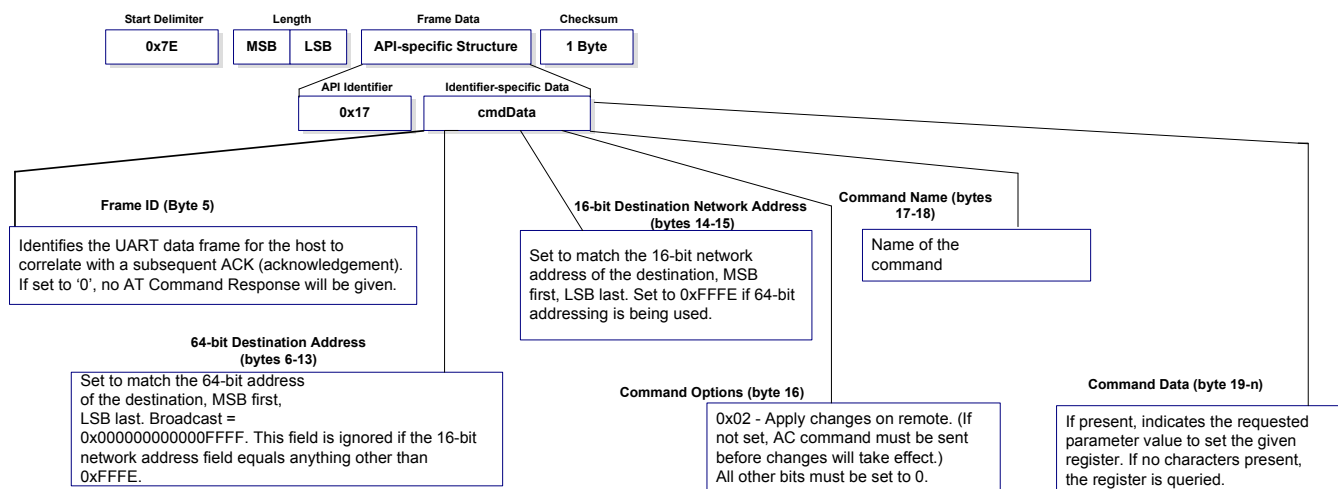 Start Delimiter
Length
Frame Data
Checksum
0x7E
MSB
LSB
API-specific Structure
1 Byte
API Identifier
Identifier-specific Data
0x17
cmdData
Frame ID (Byte 5)
Identifies the UART data frame for the host to
correlate with a subsequent ACK (acknowledgement).
If set to ‘0’, no AT Command Response will be given.
16-bit Destination Network Address
(bytes 14-15)
Set to match the 16-bit network
address of the destination, MSB
first, LSB last. Set to 0xFFFE if 64-bit
addressing is being used.
Command Name (bytes
17-18)
Name of the
command
64-bit Destination Address
(bytes 6-13)
Set to match the 64-bit address
of the destination, MSB first,
LSB last. Broadcast =
0x000000000000FFFF. This field is ignored if the 16-bit
network address field equals anything other than
0xFFFE.
Command Options (byte 16)
0x02 - Apply changes on remote. (If
not set, AC command must be sent
before changes will take effect.)
All other bits must be set to 0.
Command Data (byte 19-n)
If present, indicates the requested
parameter value to set the given
register. If no characters present,
the register is queried.